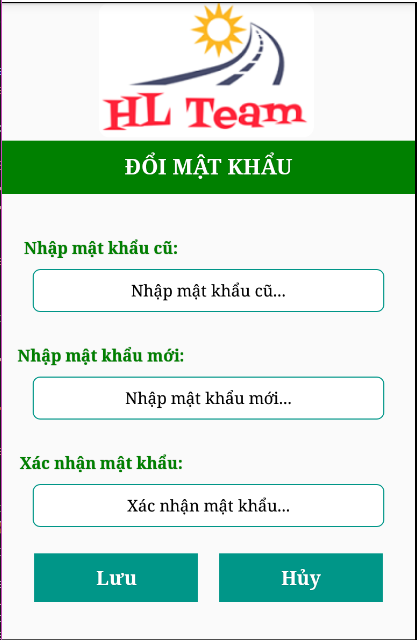 HL Team
ĐỔI MẬT KHẨU
Nhập mật khẩu cũ:
Nhập mật khẩu cũ...
Nhập mật khẩu mới:
Nhập mật khẩu mới...
Xác nhận mật khẩu:
Xác nhận mật khẩu...
Lưu
Hủy